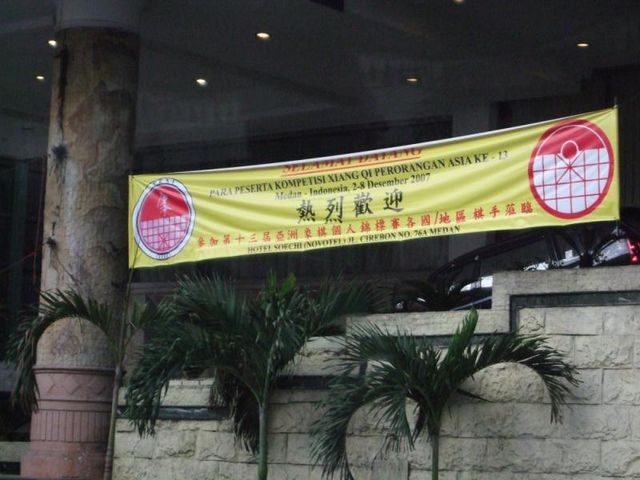 SELAMAT DATANG
PARA PESERTA KOMPETISI XIANG QI PERORANGAN ASIA KE - 13
Medan - Indonesia, 2-8 Desember 2007
熱烈歡迎
參加第十三屆亞洲象棋個人錦標賽各國/地區棋手蒞臨
HOTEL SOECHI (NOVOTEL) JL. CIREBON NO. 76A MEDAN